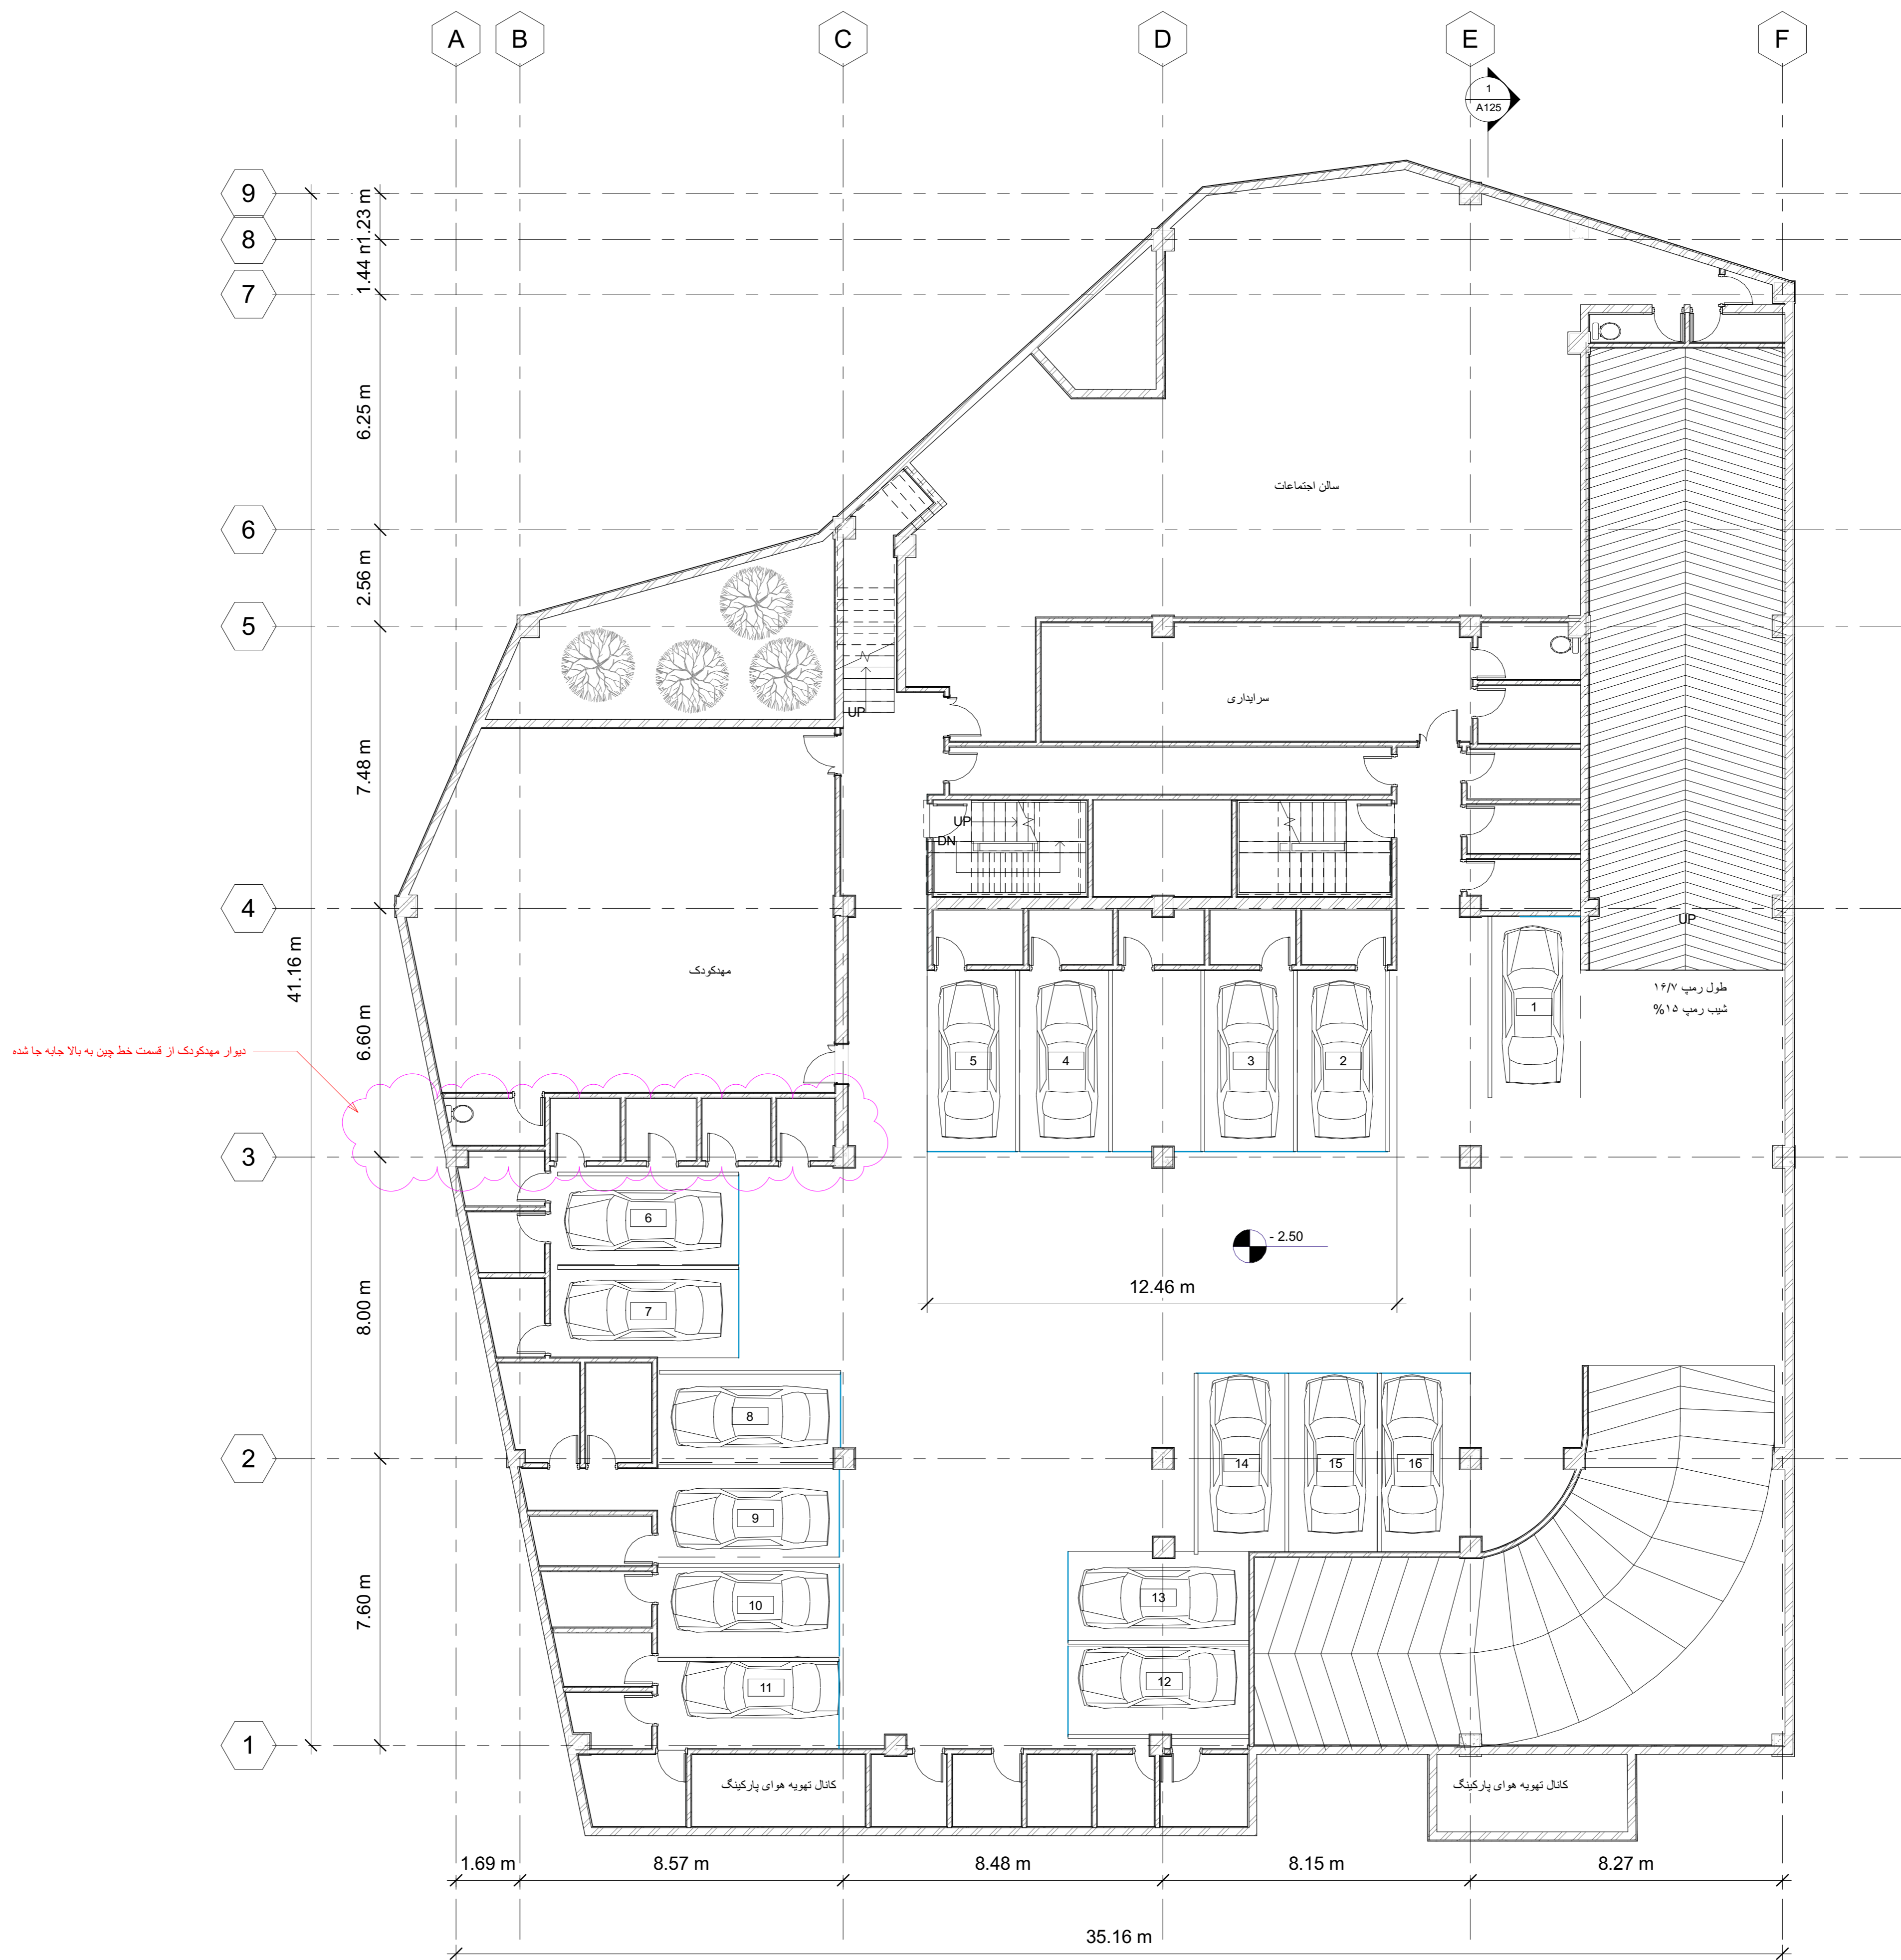 A
B
C
D
E
F
1
A125
9
8
7
6
5
4
3
2
1
1.23 m
1.44 m
6.25 m
2.56 m
7.48 m
6.60 m
8.00 m
7.60 m
41.16 m
سالن اجتماعات
سرایداری
UP
UP
DN
UP
مهدکودک
طول رمپ ۱۶/۷
شیب رمپ ۱۵%
دیوار مهدکودک از قسمت خط چین به بالا جابه جا شده
1
5
4
3
2
6
7
- 2.50
12.46 m
8
9
10
11
14
15
16
13
12
کانال تهویه هوای پارکینگ
کانال تهویه هوای پارکینگ
1.69 m
8.57 m
8.48 m
8.15 m
8.27 m
35.16 m